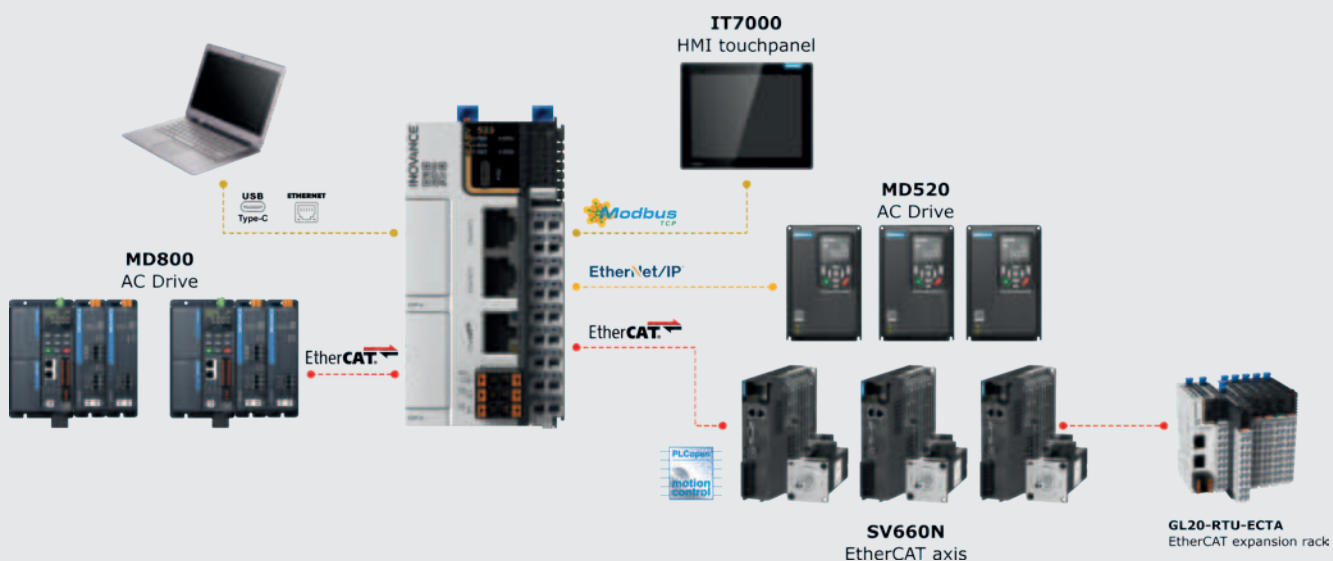 IT7000
HMI touchpanel
USB
Type-C
ETHERNET
INOVANCE
Modbus
TCP
MD520
AC Drive
EtherNet/IP
MD800
AC Drive
EtherCAT
EtherCAT
PLCopen
motion
control
SV660N
EtherCAT axis
GL20-RTU-ECTA
EtherCAT expansion rack